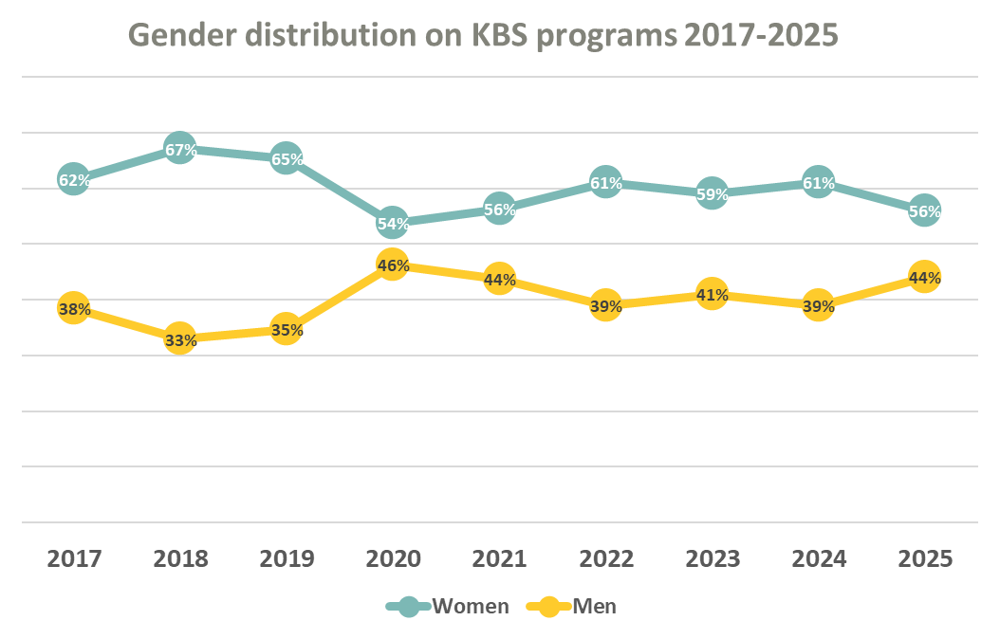 Gender distribution on KBS programs 2017-2025
62% 67% 65% 54% 56% 61% 59% 61% 56%
38% 33% 35% 46% 44% 39% 41% 39% 44%
2017 2018 2019 2020 2021 2022 2023 2024 2025
Women Men